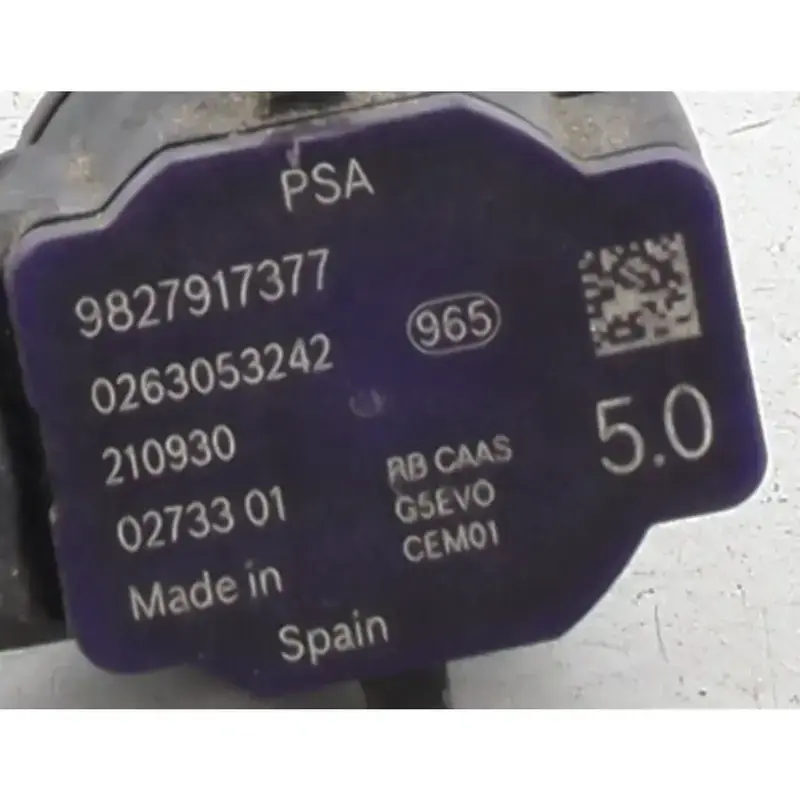 PSA
9827917377
965
0263053242
210930
5.0
02733 01
RB CAAS
G5EVO
CEM01
Made in
Spain